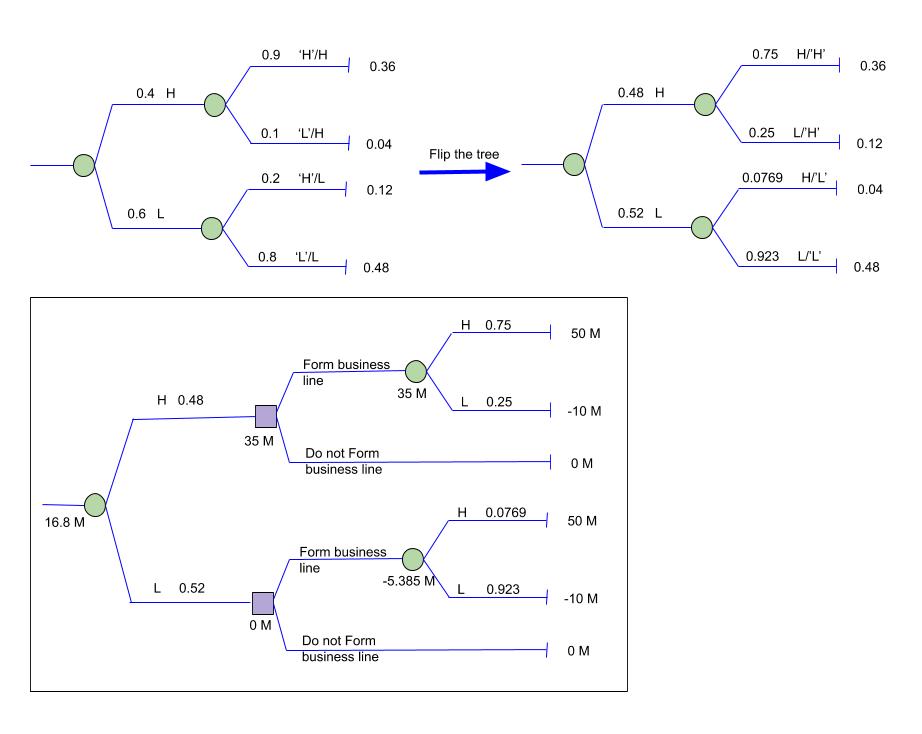 0.9 ‘H’/H
0.36
0.4 H
0.1 ‘L’/H
0.04
0.2 ‘H’/L
0.12
0.6 L
0.8 ‘L’/L
0.48
Flip the tree
0.75 H/’H’
0.36
0.48 H
0.25 L/’H’
0.12
0.0769 H/’L’
0.04
0.52 L
0.923 L/’L’
0.48
H 0.75
50 M
Form business
line
35 M
L 0.25
-10 M
H 0.48
35 M
Do not Form
business line
0 M
16.8 M
H 0.0769
50 M
Form business
line
-5.385 M
L 0.923
-10 M
L 0.52
0 M
Do not Form
business line
0 M